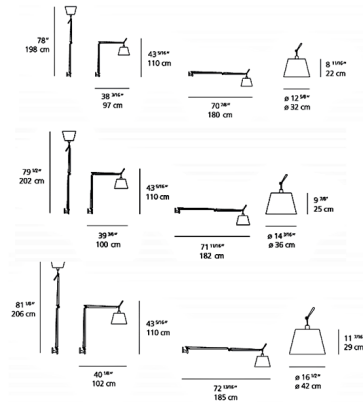 78"
198 cm
43 5/16"
110 cm
8 11/16"
22 cm
38 3/16"
97 cm
70 7/8"
180 cm
ø 12 5/8"
ø 32 cm
79 1/2"
202 cm
43 5/16"
110 cm
9 7/8"
25 cm
39 3/8"
100 cm
71 11/16"
182 cm
ø 14 3/16"
ø 36 cm
81 1/8"
206 cm
43 5/16"
110 cm
11 7/16"
29 cm
40 1/8"
102 cm
72 13/16"
185 cm
ø 16 1/2"
ø 42 cm